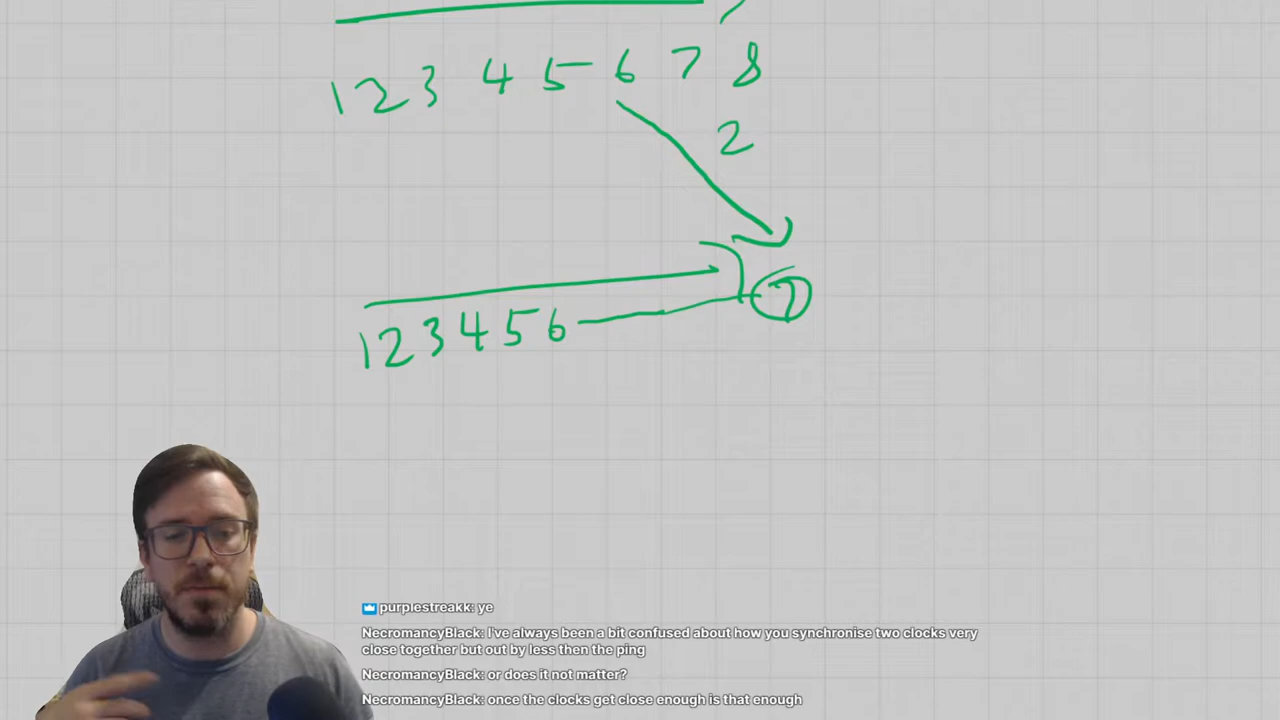 1 2 3 4 5 6 7 8
2
1 2 3 4 5 6
7
purplestreakk: ye
NecromancyBlack: I've always been a bit confused about how you synchronise two clocks very
close together but out by less then the ping
NecromancyBlack: or does it not matter?
NecromancyBlack: once the clocks get close enough is that enough